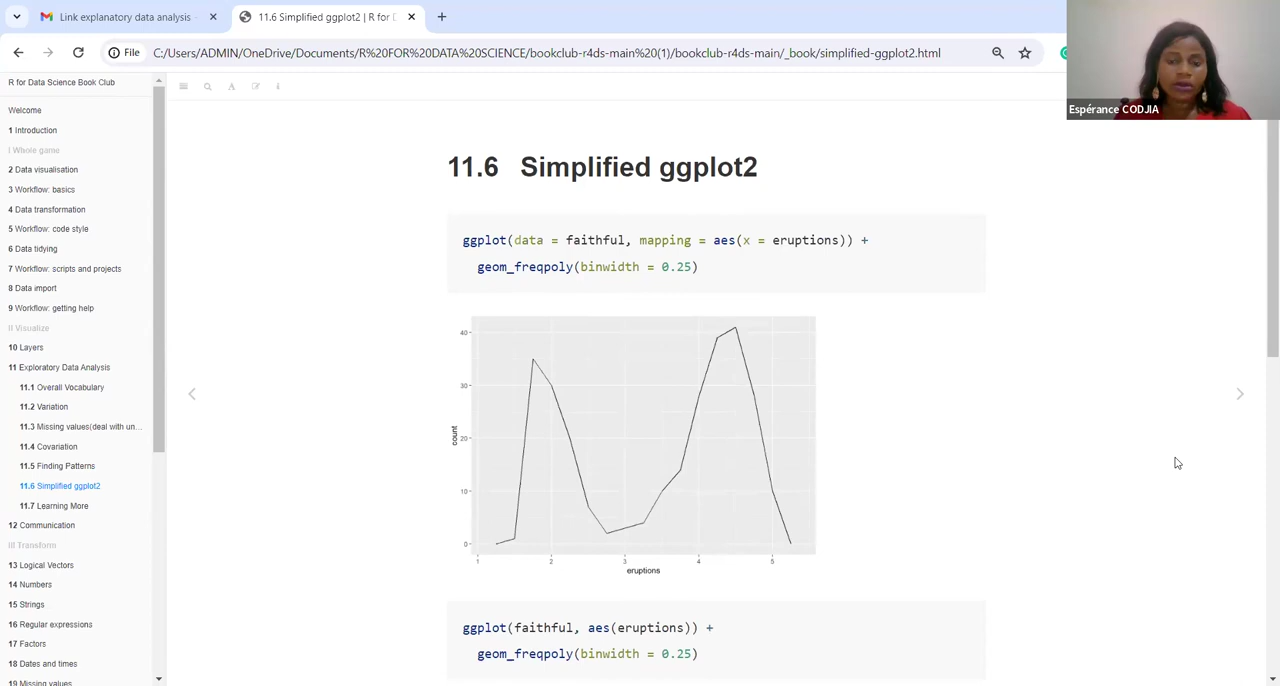 Link explanatory data analysis -
11.6 Simplified ggplot2 | R for D
File
C:/Users/ADMIN/OneDrive/Documents/R%20FOR%20DATA%20SCIENCE/bookclub-r4ds-main%20(1)/bookclub-r4ds-main/_book/simplified-ggplot2.html
Espérance CODJIA
R for Data Science Book Club
Welcome
1 Introduction
I Whole game
2 Data visualisation
3 Workflow: basics
4 Data transformation
5 Workflow: code style
6 Data tidying
7 Workflow: scripts and projects
8 Data import
9 Workflow: getting help
II Visualize
10 Layers
11 Exploratory Data Analysis
11.1 Overall Vocabulary
11.2 Variation
11.3 Missing values(deal with un...
11.4 Covariation
11.5 Finding Patterns
11.6 Simplified ggplot2
11.7 Learning More
12 Communication
III Transform
13 Logical Vectors
14 Numbers
15 Strings
16 Regular expressions
17 Factors
18 Dates and times
19 Missing values
11.6 Simplified ggplot2
ggplot(data = faithful, mapping = aes(x = eruptions)) +
geom_freqpoly(binwidth = 0.25)
40
30
20
10
0
count
1 2 3 4 5
eruptions
ggplot(faithful, aes(eruptions)) +
geom_freqpoly(binwidth = 0.25)